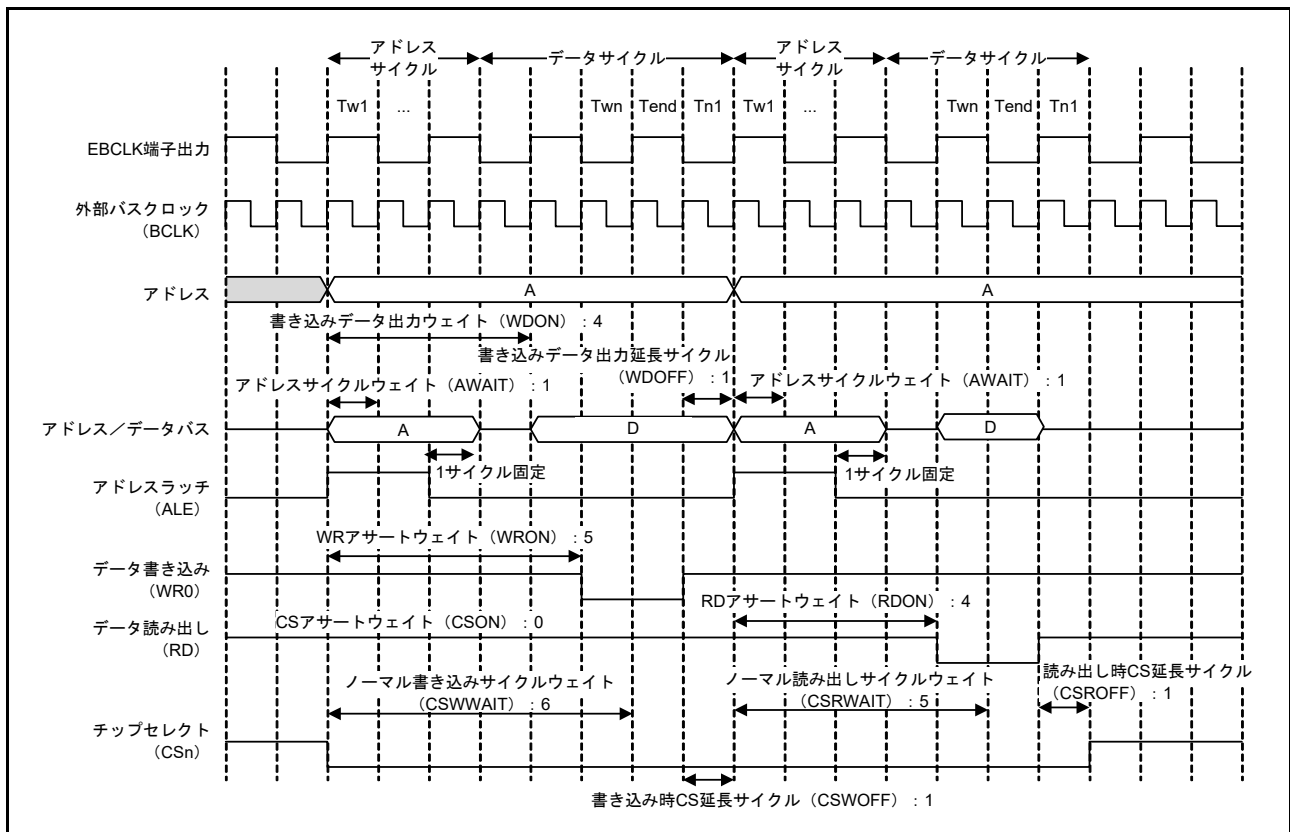 アドレス
サイクル
データサイクル
アドレス
サイクル
データサイクル
Tw1
...
Twn
Tend
Tn1
Tw1
...
Twn
Tend
Tn1
EBCLK端子出力
外部バスクロック
（BCLK）
アドレス
A
A
書き込みデータ出力ウェイト（WDON）：4
書き込みデータ出力延長サイクル
（WDOFF）：1
アドレスサイクルウェイト（AWAIT）：1
アドレスサイクルウェイト（AWAIT）：1
アドレス／データバス
A
D
A
D
1サイクル固定
1サイクル固定
アドレスラッチ
（ALE）
WRアサートウェイト（WRON）：5
データ書き込み
（WR0）
RDアサートウェイト（RDON）：4
データ読み出し
（RD）
CSアサートウェイト（CSON）：0
ノーマル書き込みサイクルウェイト
（CSWWAIT）：6
ノーマル読み出しサイクルウェイト
（CSRWAIT）：5
読み出し時CS延長サイクル
（CSROFF）：1
チップセレクト
（CSn）
書き込み時CS延長サイクル（CSWOFF）：1